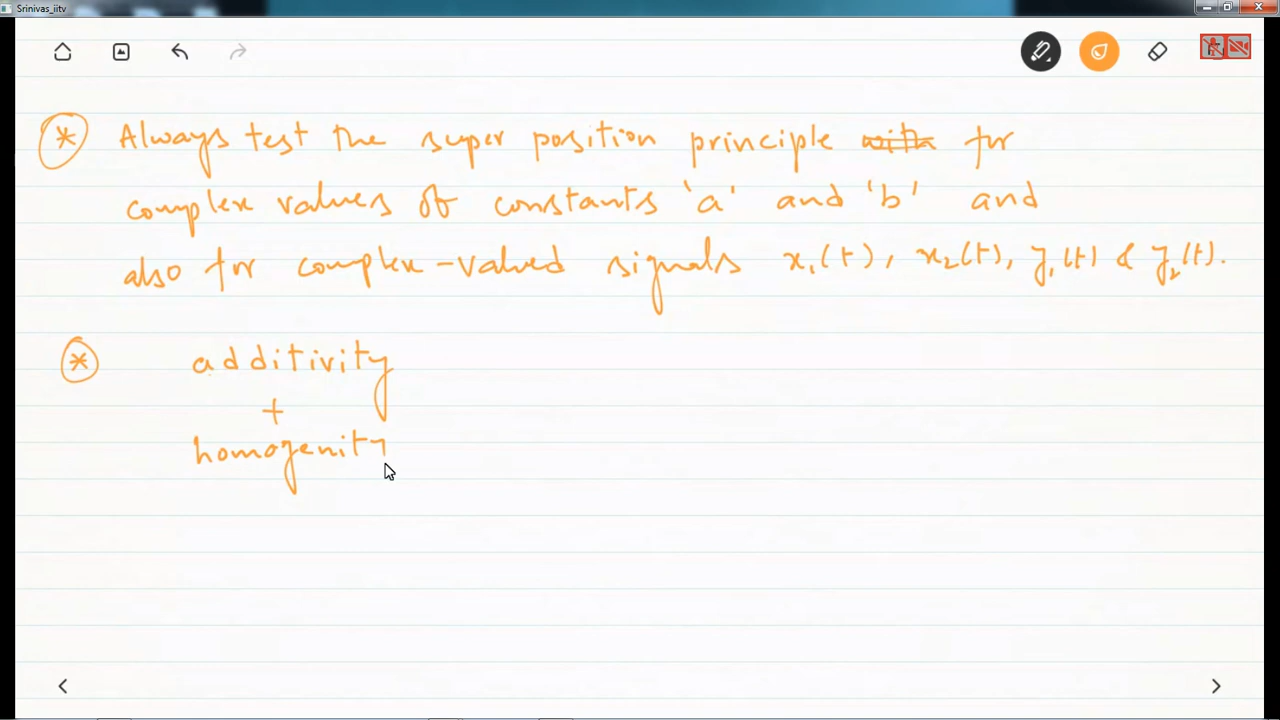 Srinivas_iitv
* Always test the super position principle with for
complex values of constants 'a' and 'b' and
also for complex-valued signals x₁(t), x₂(t), y₁(t) & y₂(t).
* additivity
+
homogenity